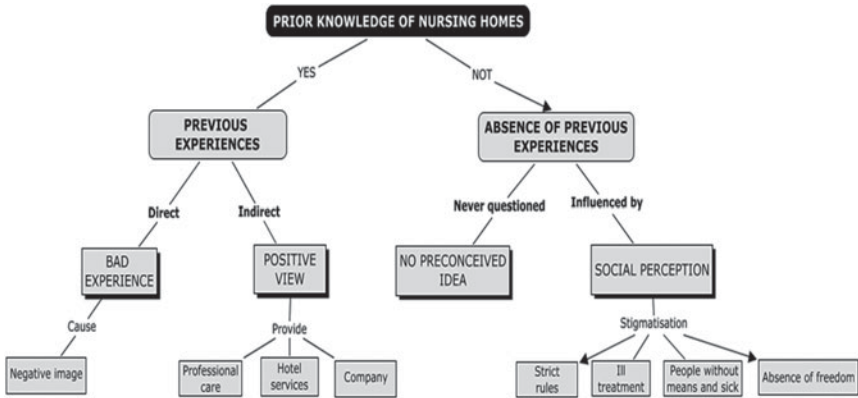 PRIOR KNOWLEDGE OF NURSING HOMES
YES
NOT
PREVIOUS
EXPERIENCES
ABSENCE OF PREVIOUS
EXPERIENCES
Direct
Indirect
Never questioned
Influenced by
BAD
EXPERIENCE
POSITIVE
VIEW
NO PRECONCEIVED
IDEA
SOCIAL PERCEPTION
Cause
Provide
Stigmatisation
Negative image
Professional
care
Hotel
services
Company
Strict
rules
Ill
treatment
People without
means and sick
Absence of freedom